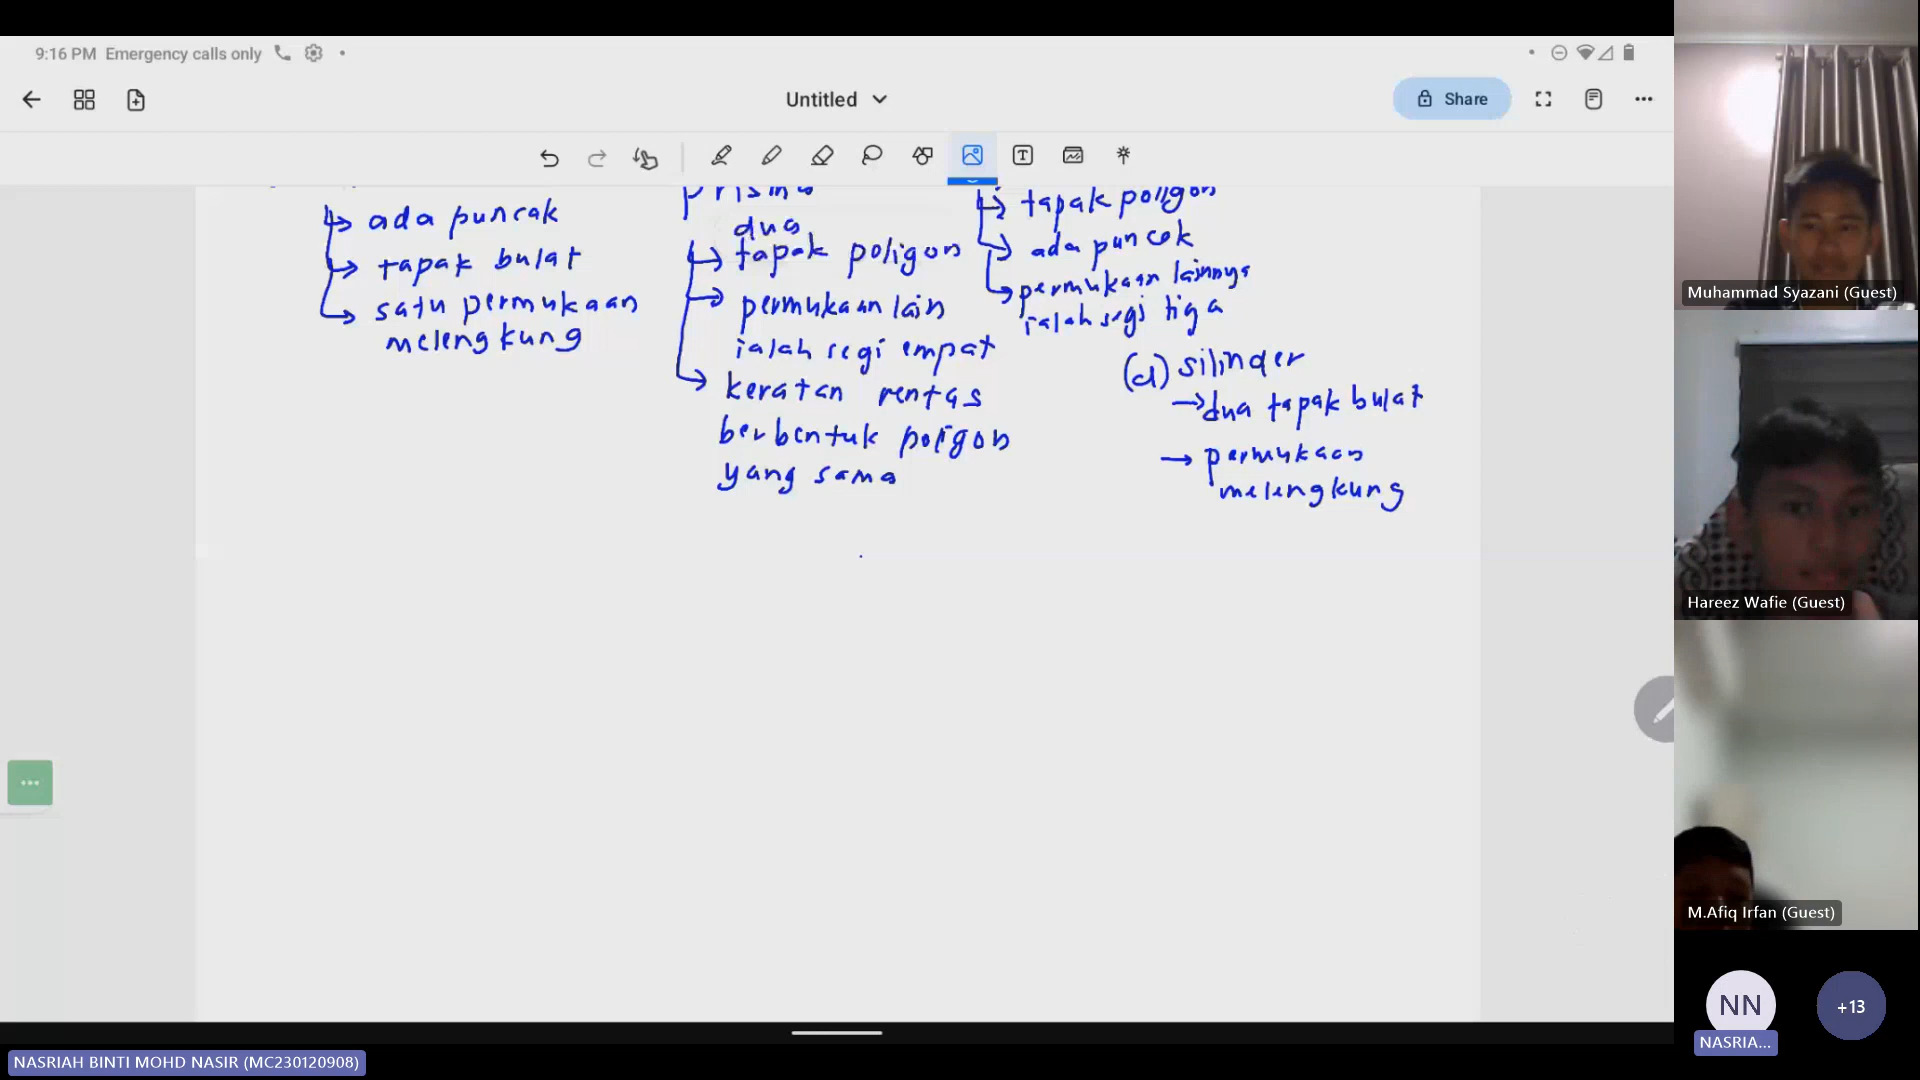 9:16 PM Emergency calls only
Untitled
Share
ada puncak
tapak bulat
satu permukaan
melengkung
prisma
dua
tapak poligon
permukaan lain
ialah segi empat
keratan rentas
berbentuk poligon
yang sama
tapak poligon
ada puncak
permukaan lainnya
ialah segi tiga
(d) silinder
dua tapak bulat
permukaan
melengkung
Muhammad Syazani (Guest)
Hareez Wafie (Guest)
M.Afiq Irfan (Guest)
NN
+13
NASRIA...
NASRIAH BINTI MOHD NASIR (MC230120908)